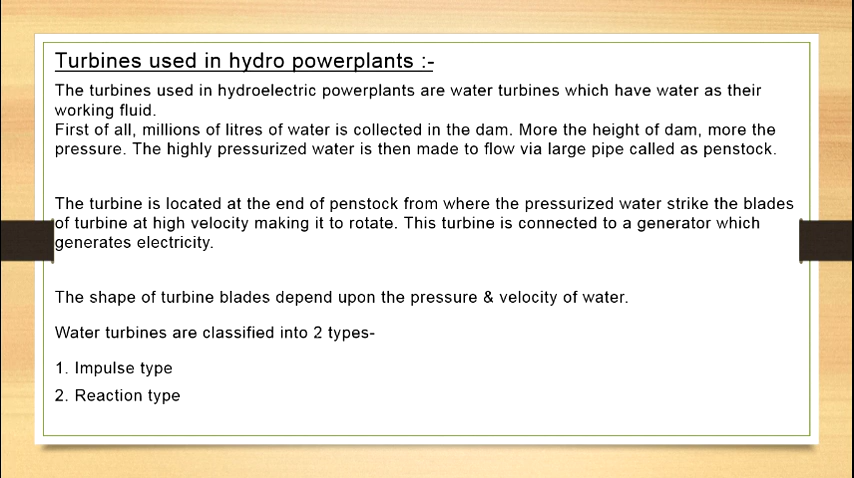 Turbines used in hydro powerplants :-
The turbines used in hydroelectric powerplants are water turbines which have water as their
working fluid.
First of all, millions of litres of water is collected in the dam. More the height of dam, more the
pressure. The highly pressurized water is then made to flow via large pipe called as penstock.
The turbine is located at the end of penstock from where the pressurized water strike the blades
of turbine at high velocity making it to rotate. This turbine is connected to a generator which
generates electricity.
The shape of turbine blades depend upon the pressure & velocity of water.
Water turbines are classified into 2 types-
1. Impulse type
2. Reaction type